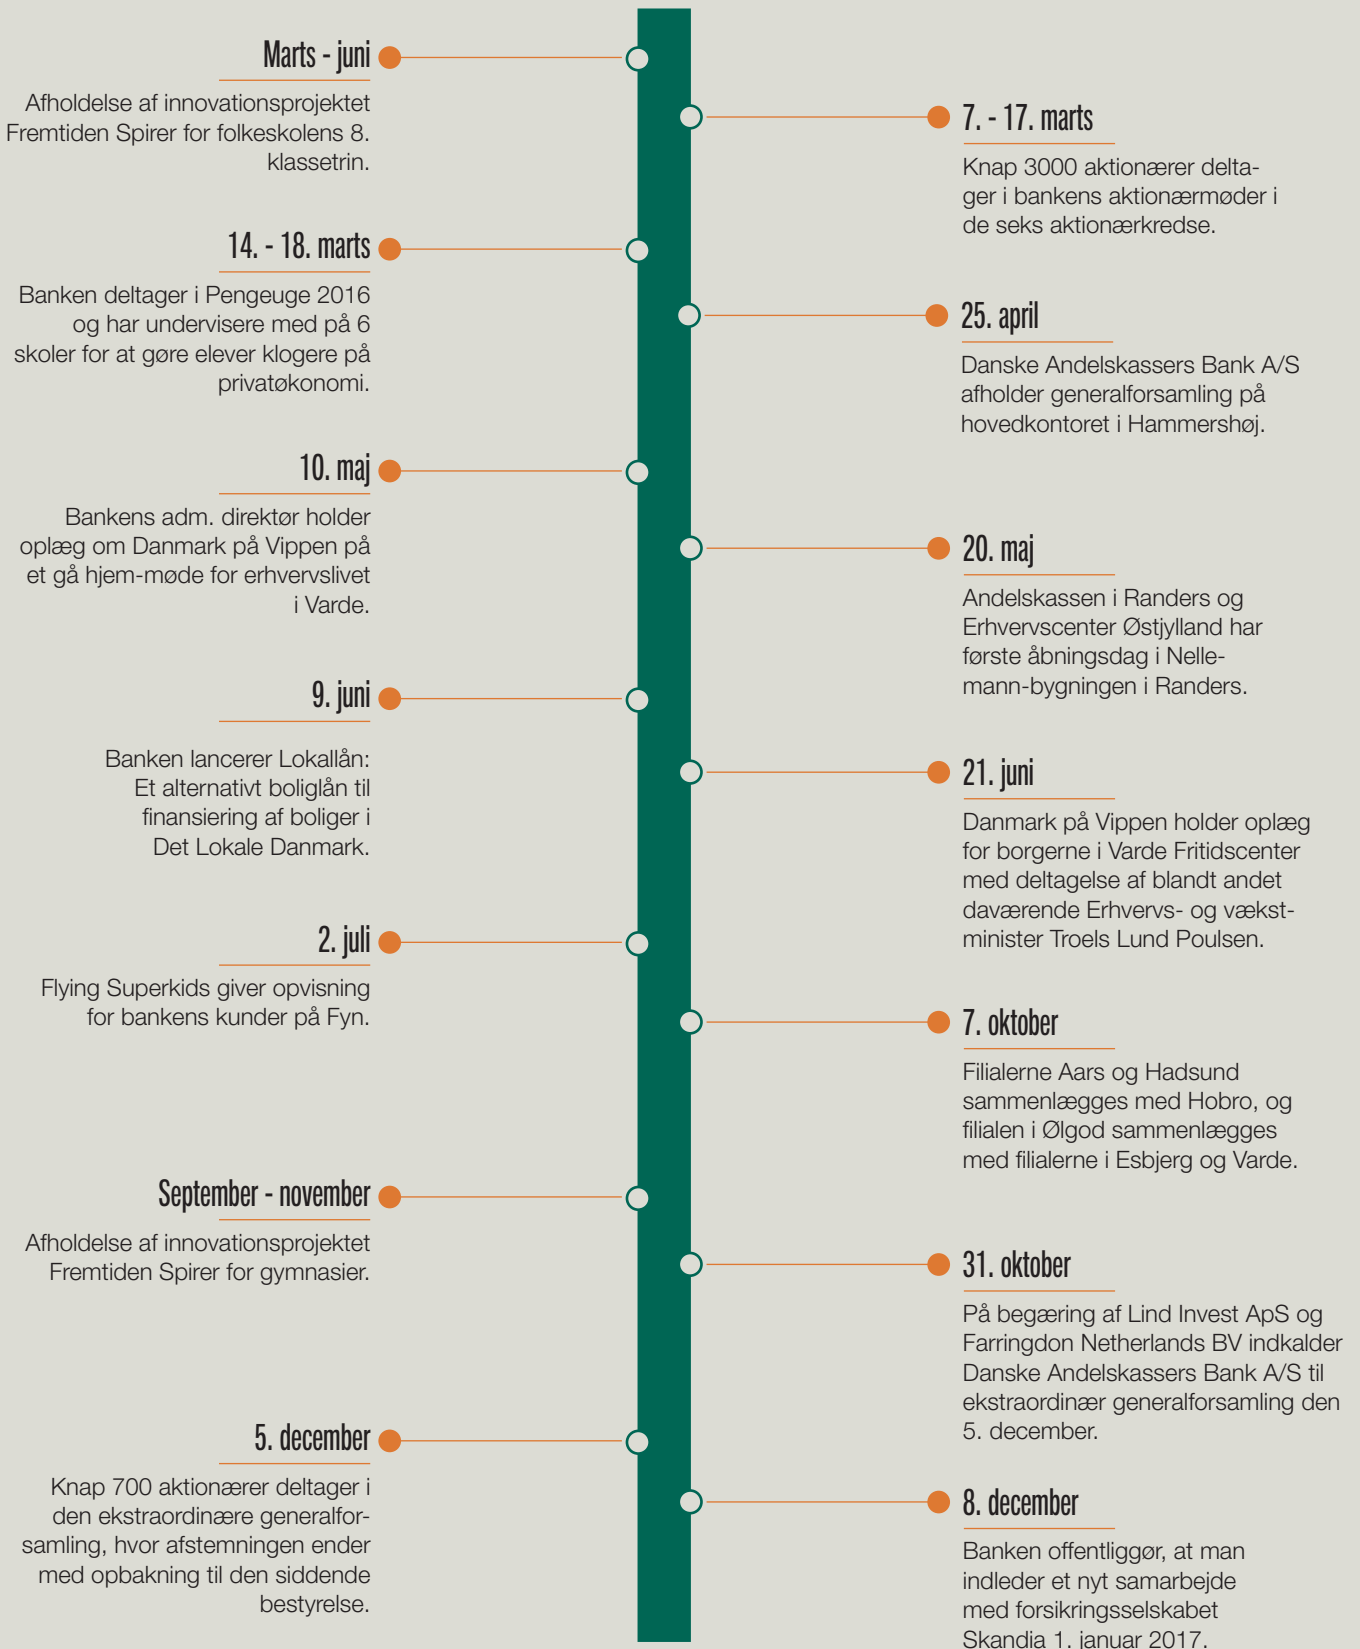 Marts - juni
Afholdelse af innovationsprojektet
Fremtiden Spirer for folkeskolens 8.
klassetrin.
7. - 17. marts
Knap 3000 aktionærer delta-
ger i bankens aktionærmøder i
de seks aktionærkredse.
14. - 18. marts
Banken deltager i Pengeuge 2016
og har undervisere med på 6
skoler for at gøre elever klogere på
privatøkonomi.
25. april
Danske Andelskassers Bank A/S
afholder generalforsamling på
hovedkontoret i Hammershøj.
10. maj
Bankens adm. direktør holder
oplæg om Danmark på Vippen på
et gå hjem-møde for erhvervslivet
i Varde.
20. maj
Andelskassen i Randers og
Erhvervscenter Østjylland har
første åbningsdag i Nelle-
mann-bygningen i Randers.
9. juni
Banken lancerer Lokallån:
Et alternativt boliglån til
finansiering af boliger i
Det Lokale Danmark.
21. juni
Danmark på Vippen holder oplæg
for borgerne i Varde Fritidscenter
med deltagelse af blandt andet
daværende Erhvervs- og vækst-
minister Troels Lund Poulsen.
2. juli
Flying Superkids giver opvisning
for bankens kunder på Fyn.
7. oktober
Filialerne Aars og Hadsund
sammenlægges med Hobro, og
filialen i Ølgod sammenlægges
med filialerne i Esbjerg og Varde.
September - november
Afholdelse af innovationsprojektet
Fremtiden Spirer for gymnasier.
31. oktober
På begæring af Lind Invest ApS og
Farringdon Netherlands BV indkalder
Danske Andelskassers Bank A/S til
ekstraordinær generalforsamling den
5. december.
5. december
Knap 700 aktionærer deltager i
den ekstraordinære generalfor-
samling, hvor afstemningen ender
med opbakning til den siddende
bestyrelse.
8. december
Banken offentliggør, at man
indleder et nyt samarbejde
med forsikringsselskabet
Skandia 1. januar 2017.